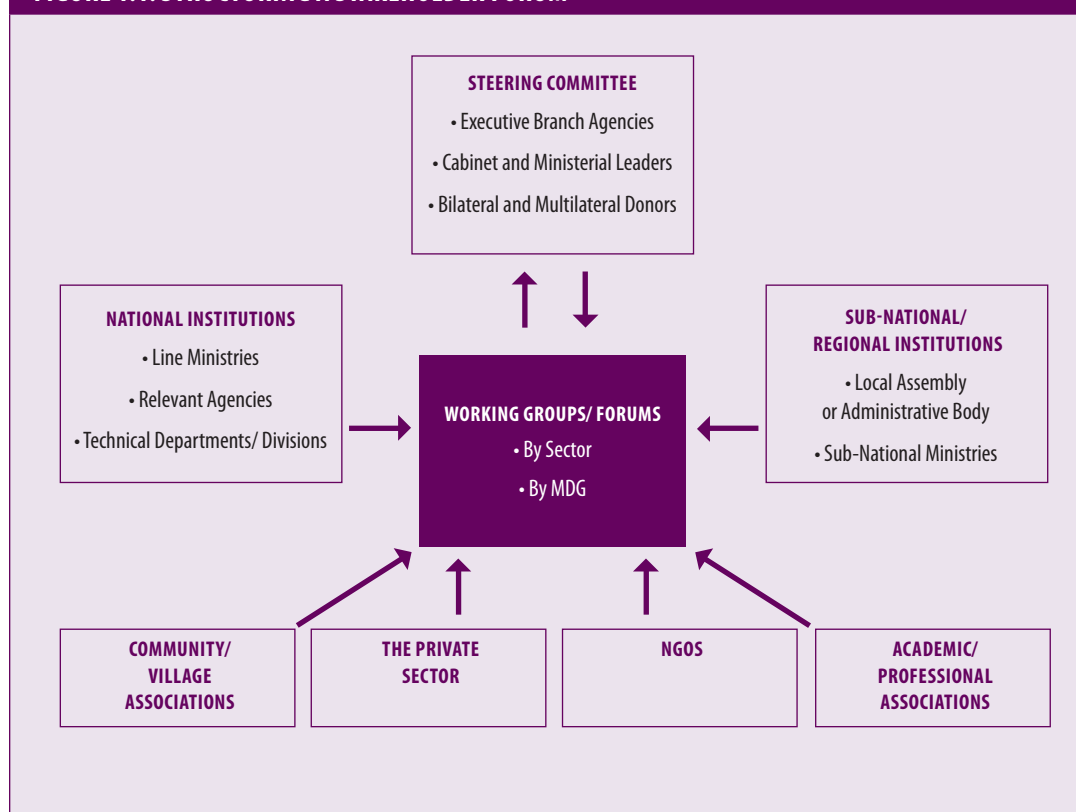 STEERING COMMITTEE
• Executive Branch Agencies
• Cabinet and Ministerial Leaders
• Bilateral and Multilateral Donors
NATIONAL INSTITUTIONS
• Line Ministries
• Relevant Agencies
• Technical Departments/ Divisions
WORKING GROUPS/ FORUMS
• By Sector
• By MDG
SUB-NATIONAL/
REGIONAL INSTITUTIONS
• Local Assembly
or Administrative Body
• Sub-National Ministries
COMMUNITY/
VILLAGE
ASSOCIATIONS
THE PRIVATE
SECTOR
NGOS
ACADEMIC/
PROFESSIONAL
ASSOCIATIONS